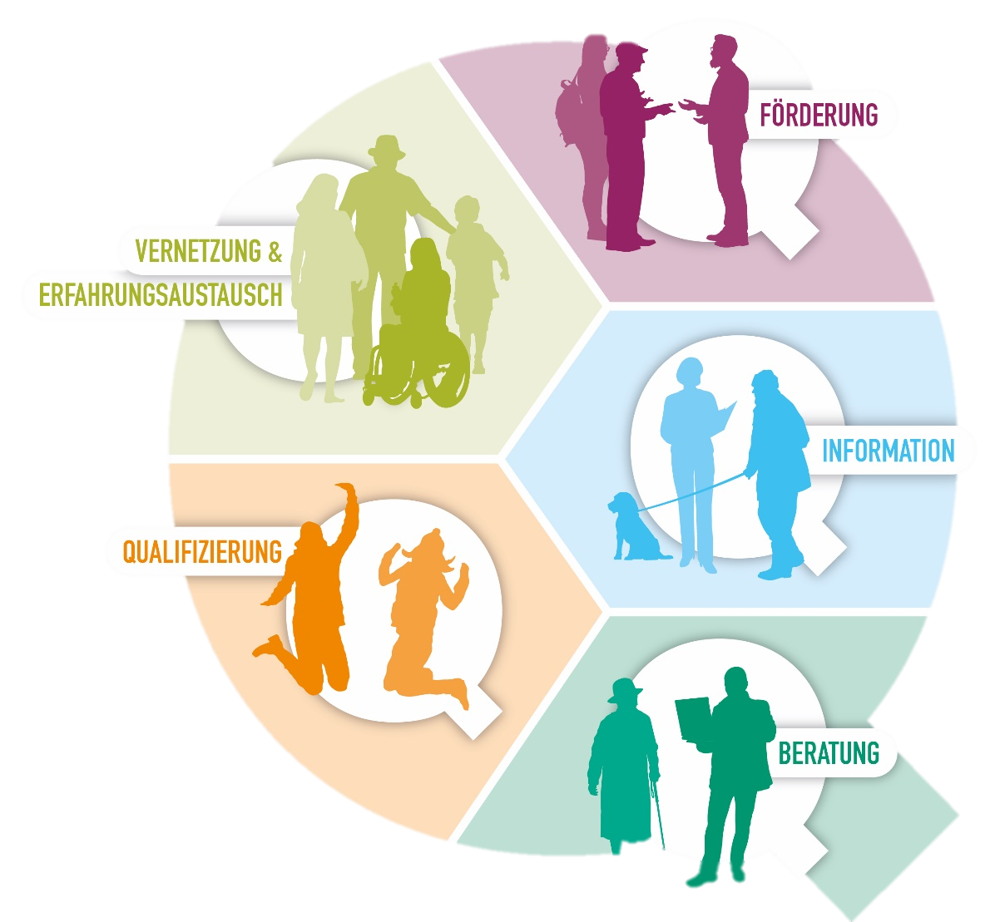 FÖRDERUNG
VERNETZUNG &
ERFAHRUNGSAUSTAUSCH
INFORMATION
QUALIFIZIERUNG
BERATUNG